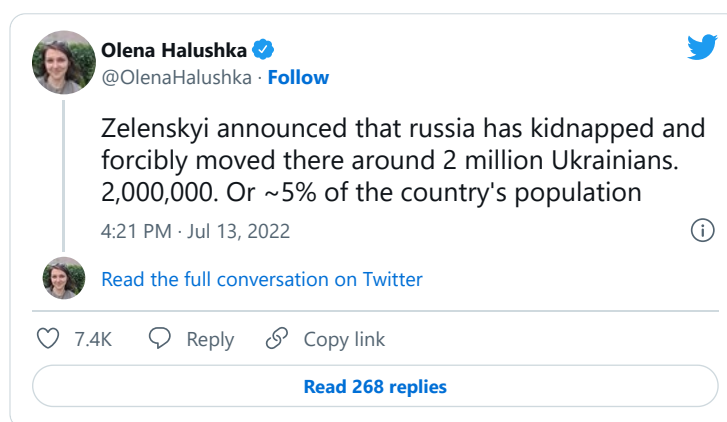 Olena Halushka
@OlenaHalushka · Follow
Zelenskyi announced that russia has kidnapped and
forcibly moved there around 2 million Ukrainians.
2,000,000. Or ~5% of the country's population
4:21 PM · Jul 13, 2022
Read the full conversation on Twitter
7.4K Reply Copy link
Read 268 replies